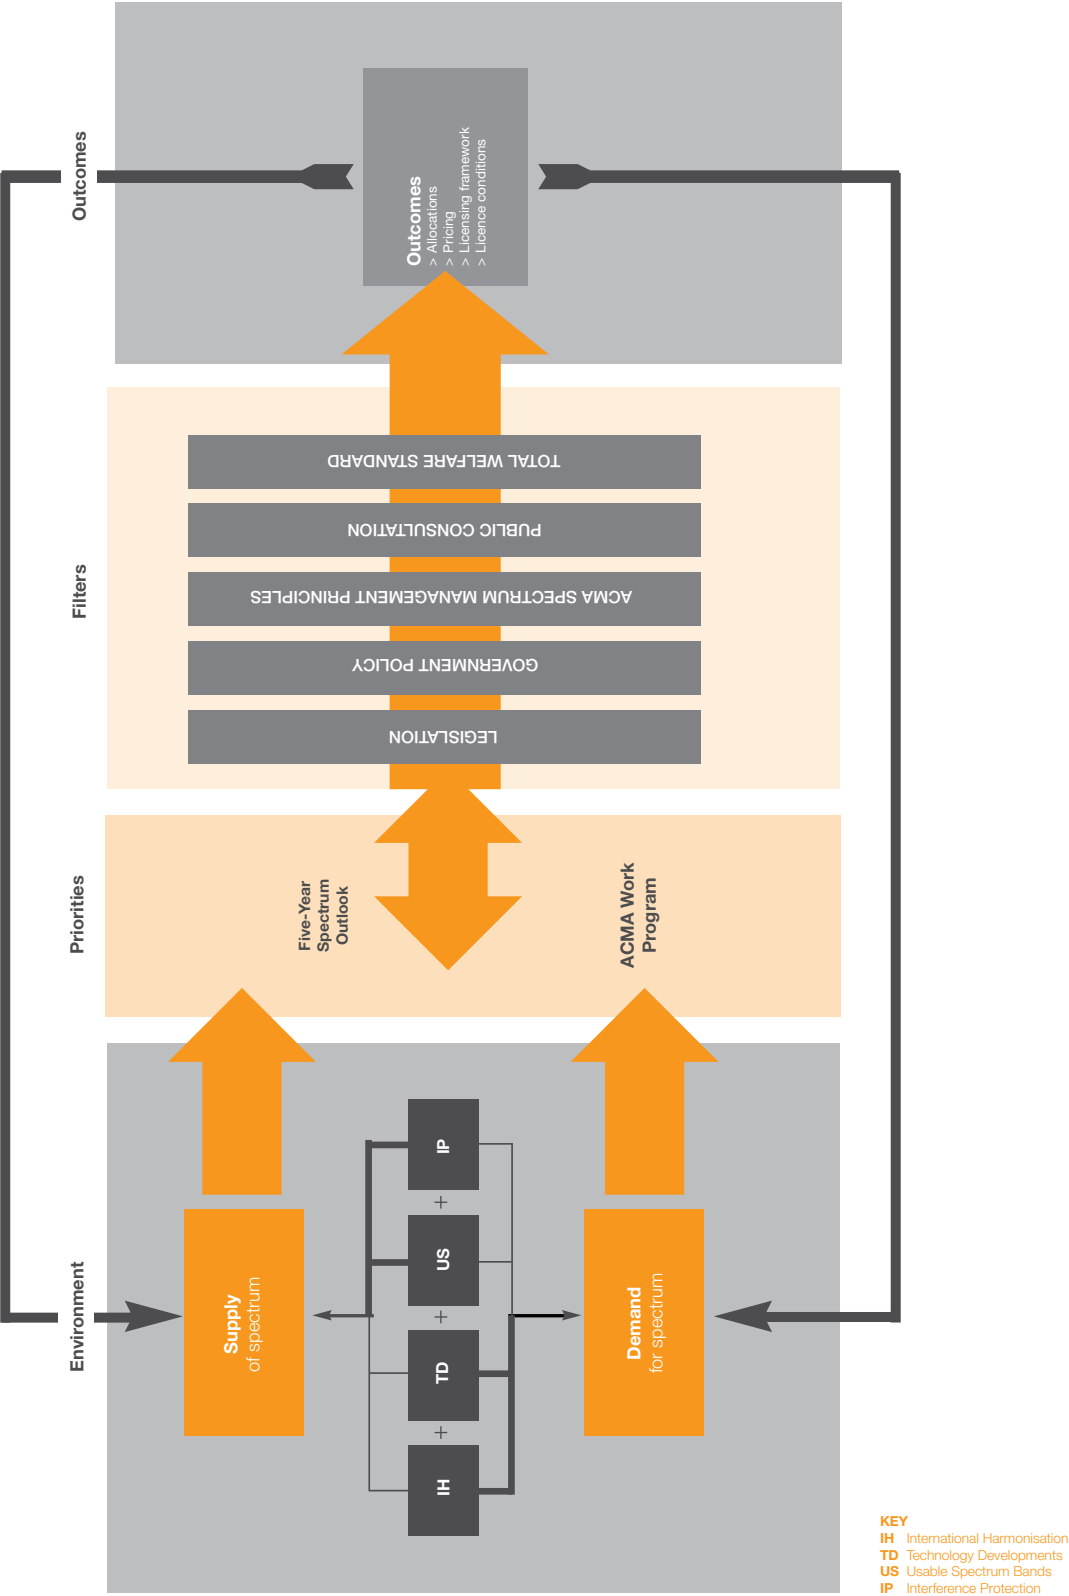 Outcomes
Outcomes
> Allocations
> Pricing
> Licensing framework
> Licence conditions
Filters
TOTAL WELFARE STANDARD
PUBLIC CONSULTATION
ACMA SPECTRUM MANAGEMENT PRINCIPLES
GOVERNMENT POLICY
LEGISLATION
Priorities
Five-Year
Spectrum
Outlook
ACMA Work
Program
Environment
Supply
of spectrum
IP
+
US
+
TD
+
IH
Demand
for spectrum
KEY
IH International Harmonisation
TD Technology Developments
US Usable Spectrum Bands
IP Interference Protection